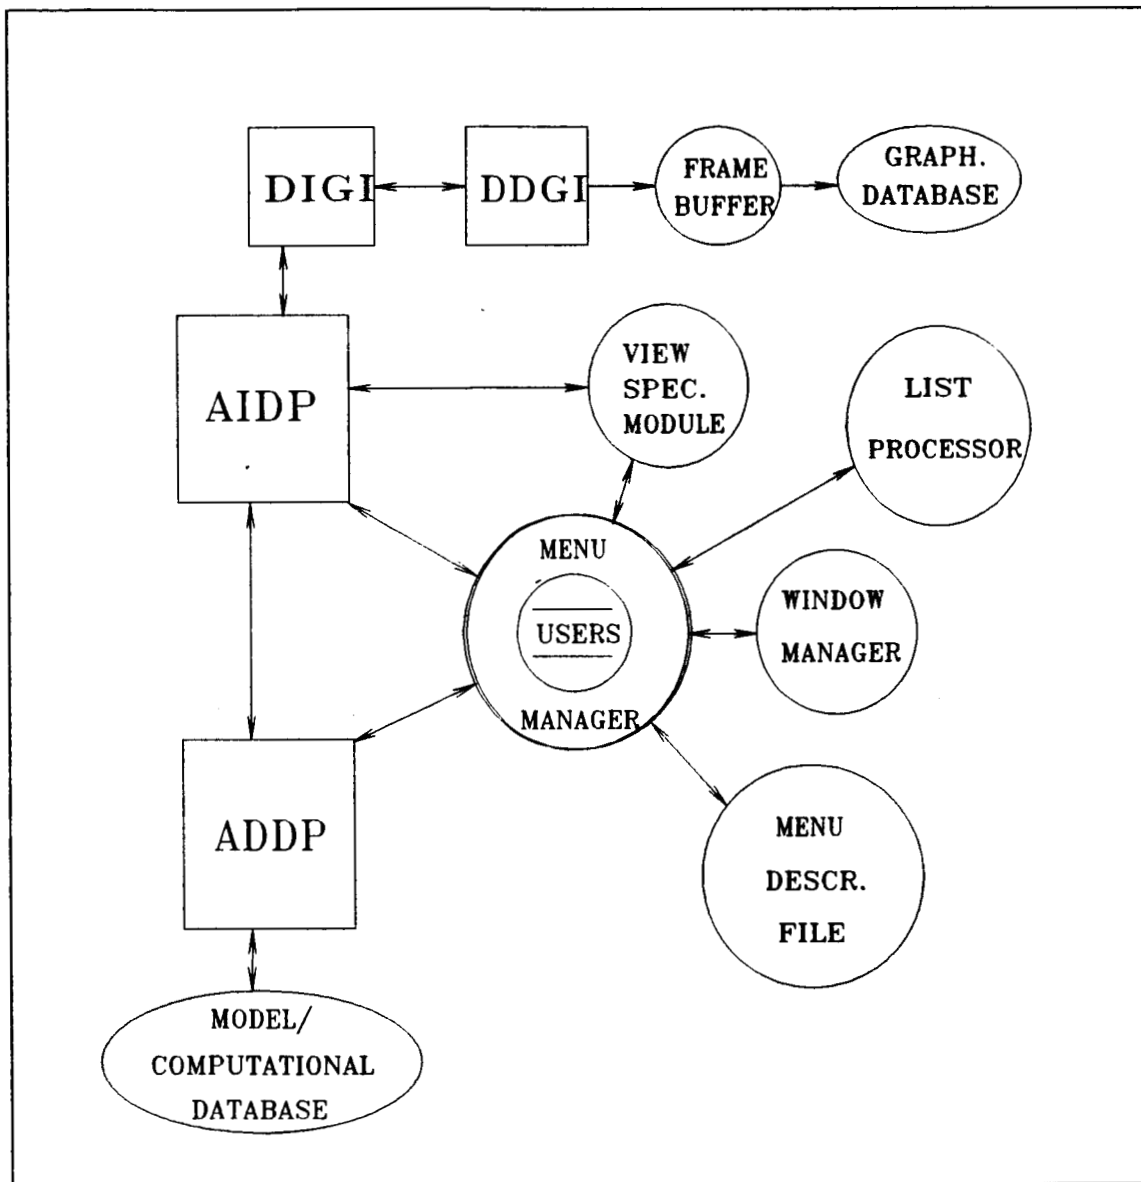 DIGI
DDGI
FRAME
BUFFER
GRAPH.
DATABASE
AIDP
VIEW
SPEC.
MODULE
LIST
PROCESSOR
MENU
USERS
MANAGER
WINDOW
MANAGER
ADDP
MENU
DESCR.
FILE
MODEL/
COMPUTATIONAL
DATABASE